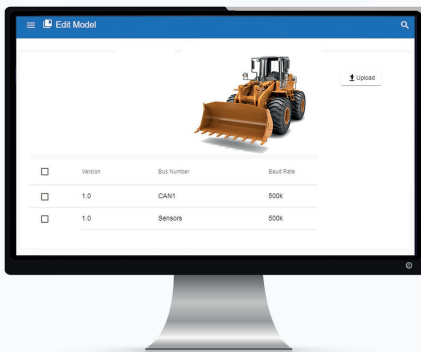 Edit Model
Upload
Version Bus Number Baud Rate
1.0 CAN1 500k
1.0 Sensors 500k